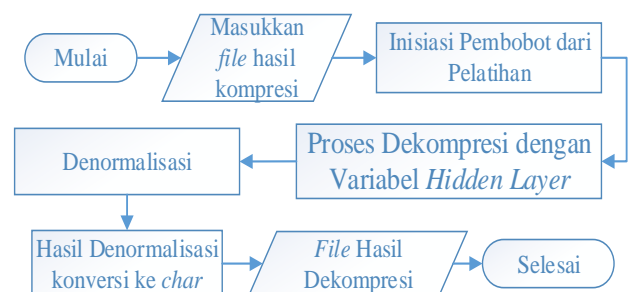 Mulai
Masukkan
file hasil
kompresi
Inisiasi Pembobot dari
Pelatihan
Proses Dekompresi dengan
Variabel Hidden Layer
Denormalisasi
Hasil Denormalisasi
konversi ke char
File Hasil
Dekompresi
Selesai